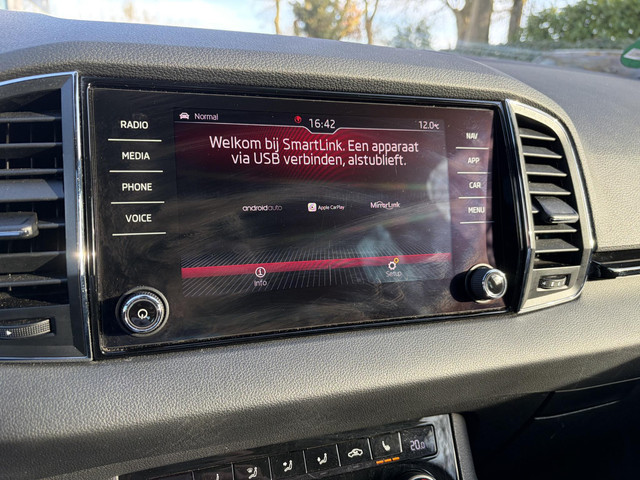 Normal
16:42
12.0°C
RADIO
MEDIA
PHONE
VOICE
Welkom bij SmartLink. Een apparaat
via USB verbinden, alstublieft.
androidauto
Apple CarPlay
MirrorLink
Info
Setup
NAV
APP
CAR
MENU
20.0